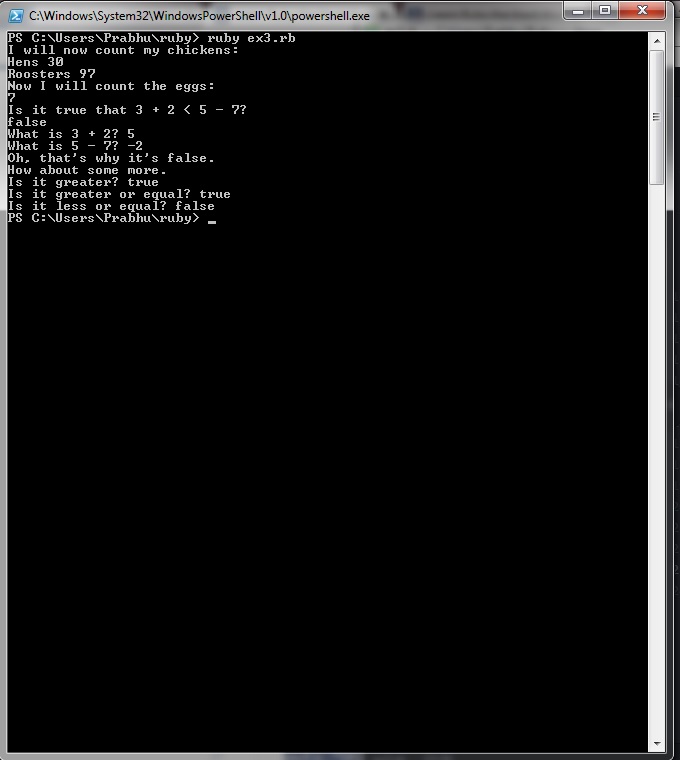 C:\Windows\System32\WindowsPowerShell\v1.0\powershell.exe
PS C:\Users\Prabhu\ruby> ruby ex3.rb
I will now count my chickens:
Hens 30
Roosters 97
Now I will count the eggs:
7
Is it true that 3 + 2 < 5 - 7?
false
What is 3 + 2? 5
What is 5 - 7? -2
Oh, that's why it's false.
How about some more.
Is it greater? true
Is it greater or equal? true
Is it less or equal? false
PS C:\Users\Prabhu\ruby> _